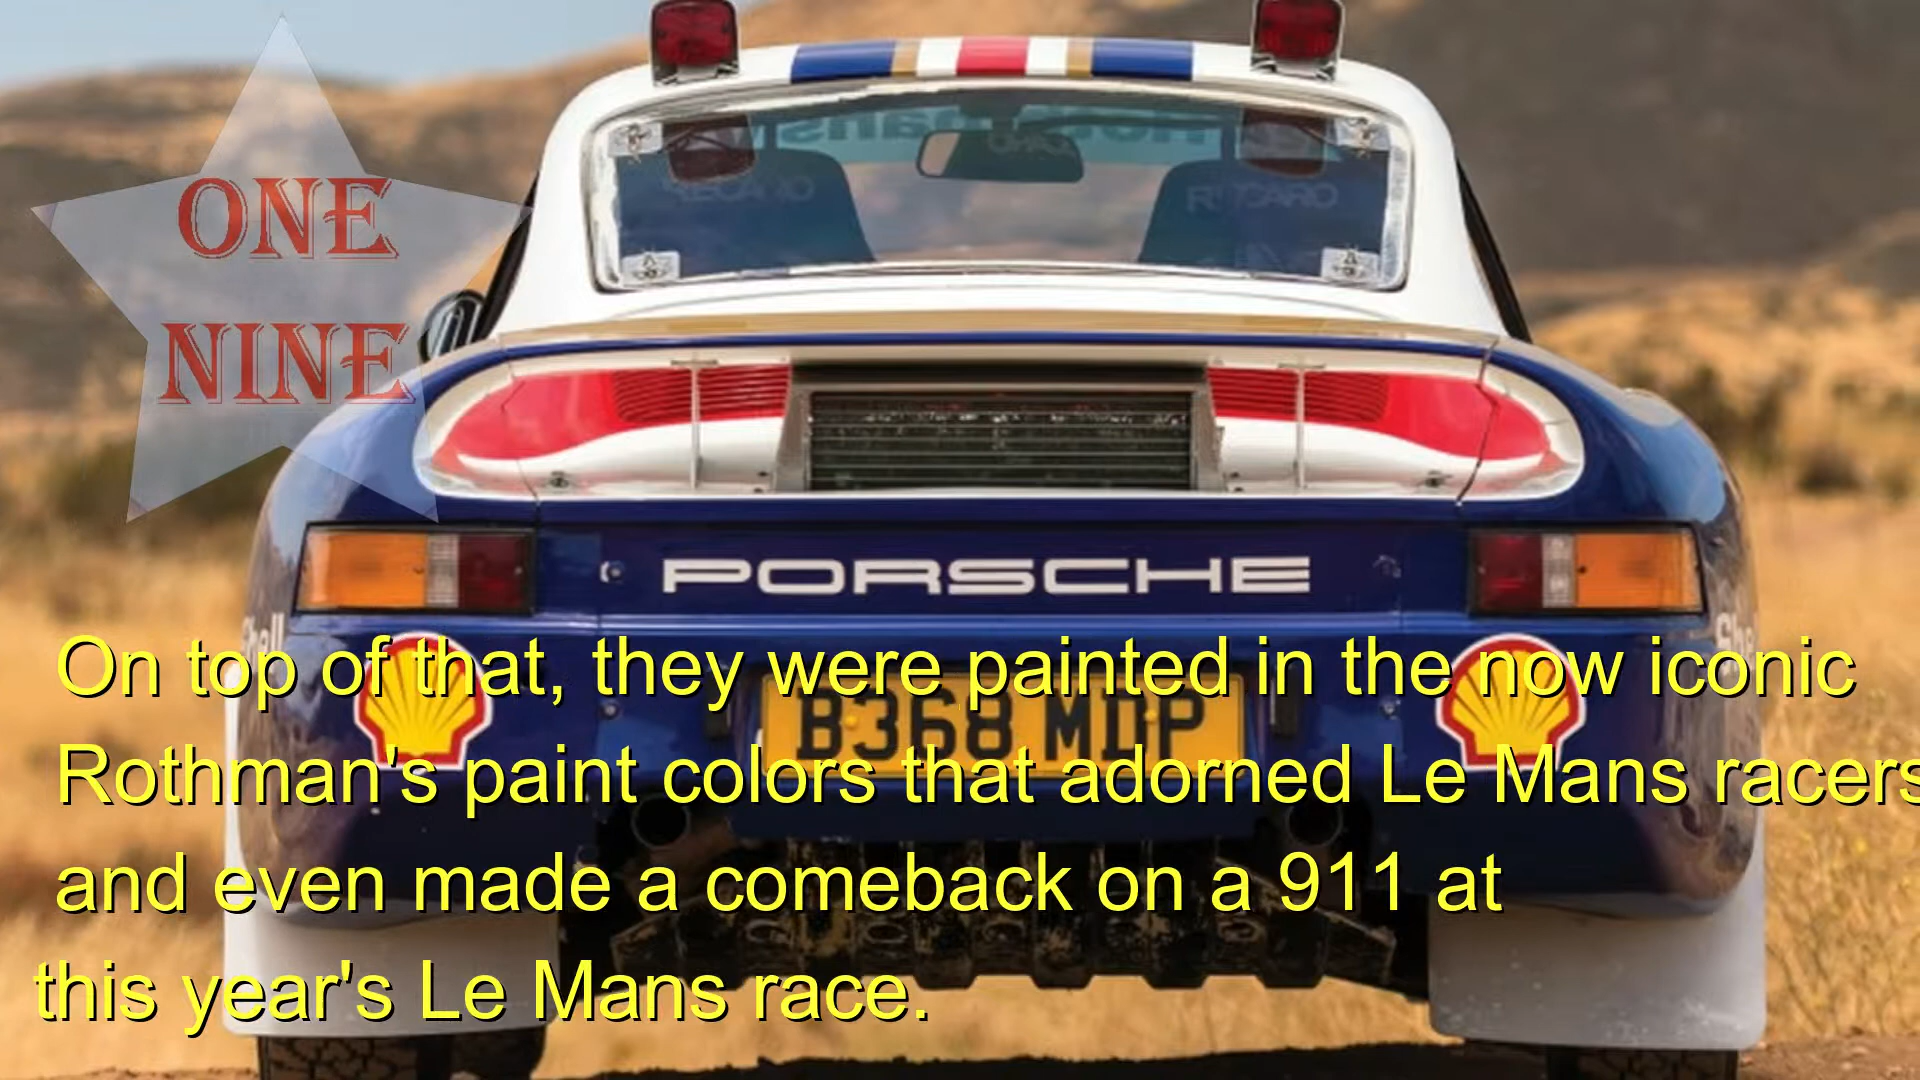 ONE
NINE
PORSCHE
On top of that, they were painted in the now iconic
B368 MDP
Rothman's paint colors that adorned Le Mans racers
and even made a comeback on a 911 at
this year's Le Mans race.